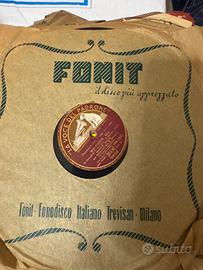 FONIT
il disco più apprezzato
"LA VOCE DEL PADRONE"
Fonit - Fonodisco Italiano Trevisan - Milano
subito